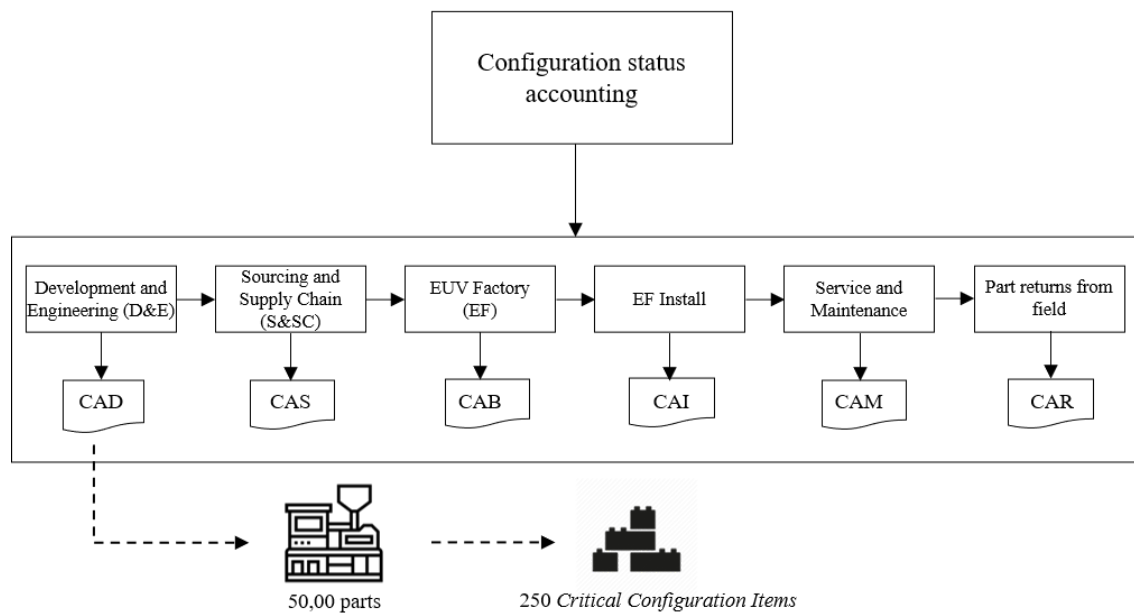 Configuration status
accounting
Development and
Engineering (D&E)
Sourcing and
Supply Chain
(S&SC)
EUV Factory
(EF)
EF Install
Service and
Maintenance
Part returns from
field
CAD
CAS
CAB
CAI
CAM
CAR
50,00 parts
250 Critical Configuration Items